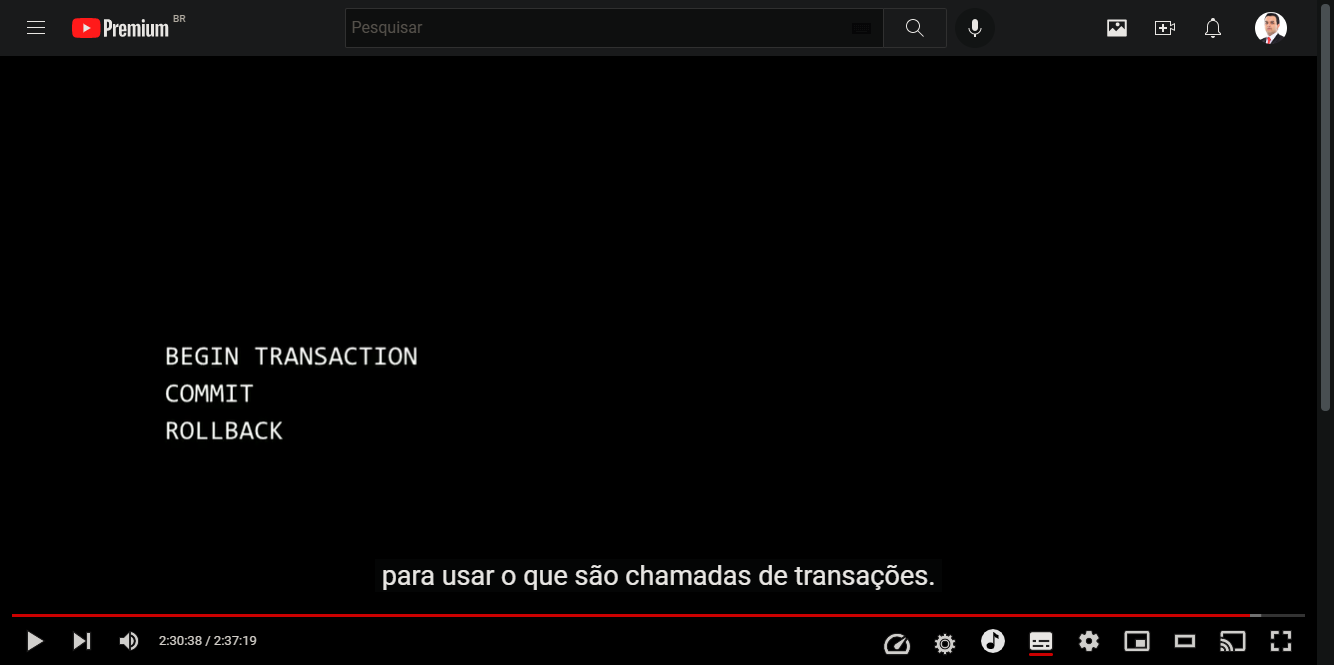 Premium BR
Pesquisar
BEGIN TRANSACTION
COMMIT
ROLLBACK
para usar o que são chamadas de transações.
2:30:38 / 2:37:19